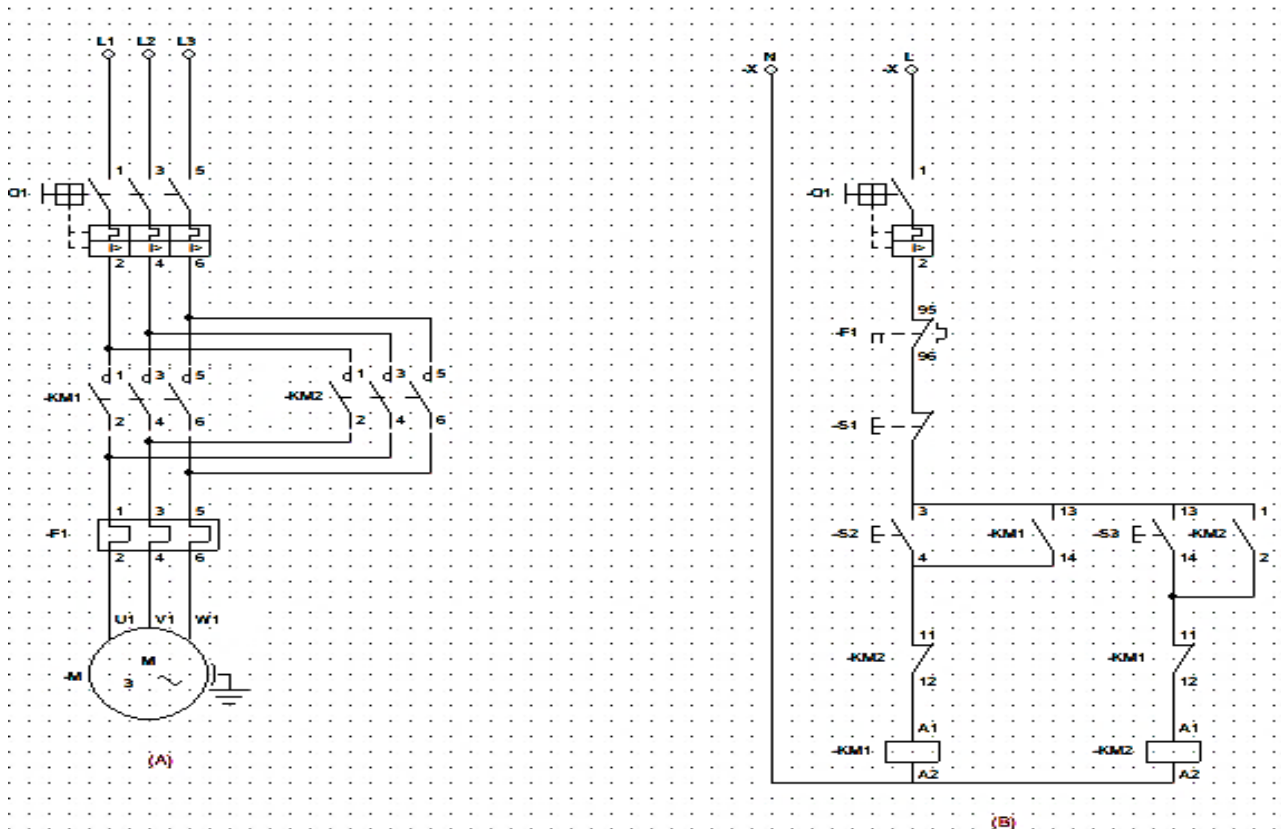 L1 L2 L3
1 3 5
-Q1
I> I> I>
2 4 6
1 3 5
-KM1
2 4 6
1 3 5
-KM2
2 4 6
1 3 5
-F1
2 4 6
U1 V1 W1
M
3
-M
(A)
N L
-X -X
1
-Q1
I>
2
95
-F1
96
-S1
3 13 13 1
-S2 -KM1 -S3 -KM2
4 14 14 2
11 11
-KM2 -KM1
12 12
A1 A1
-KM1 -KM2
A2 A2
(B)